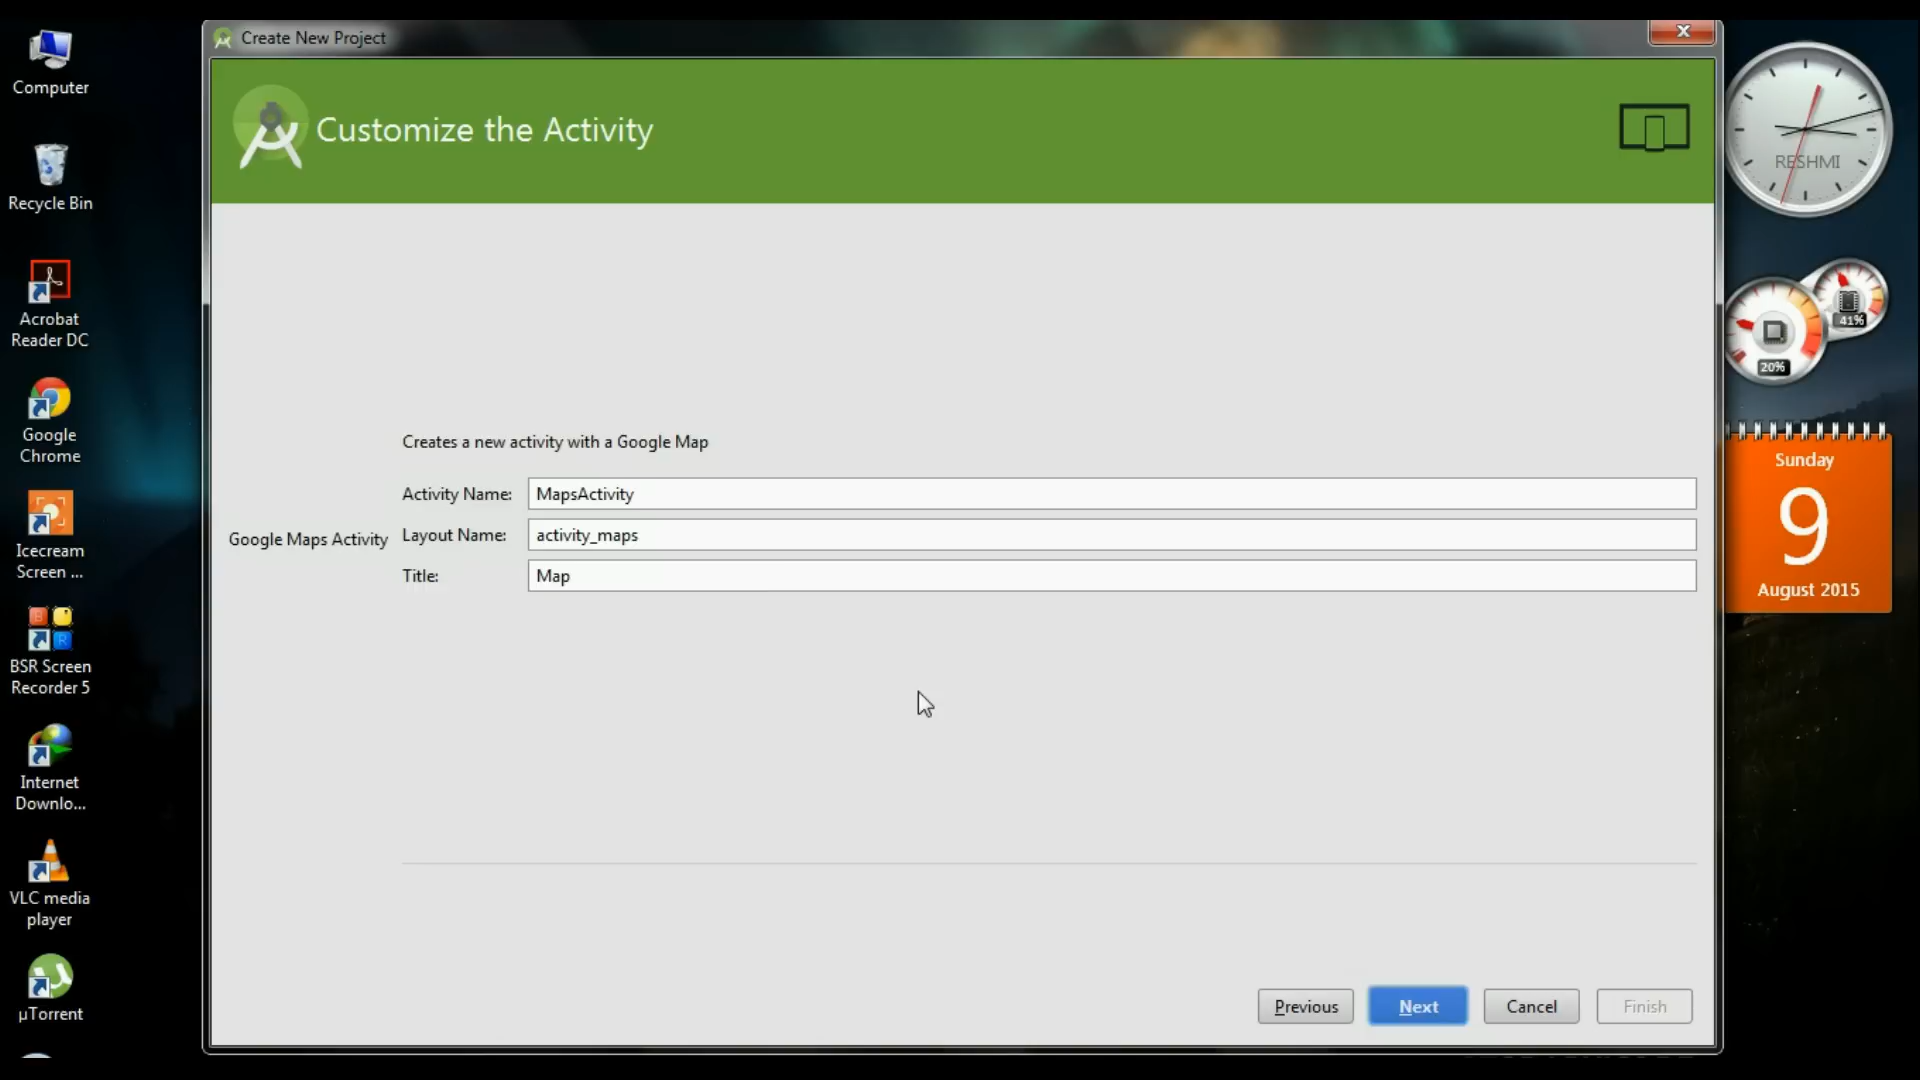 Computer
Recycle Bin
Acrobat
Reader DC
Google
Chrome
Icecream
Screen ...
BSR Screen
Recorder 5
Internet
Downlo...
VLC media
player
µTorrent
Create New Project
Customize the Activity
Creates a new activity with a Google Map
Google Maps Activity
Activity Name: MapsActivity
Layout Name: activity_maps
Title: Map
Previous Next Cancel Finish
RESHMI
41%
20%
Sunday
9
August 2015